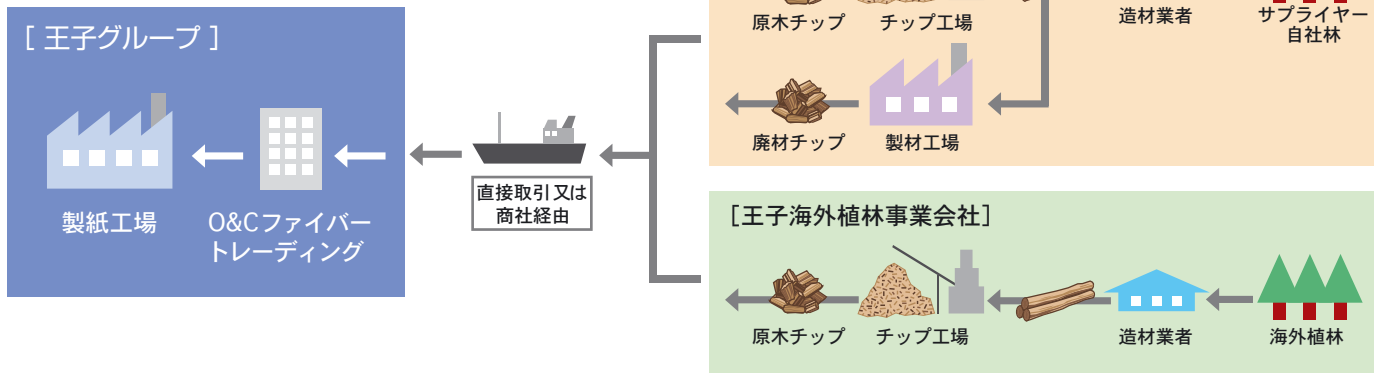 [ 王子グループ ]
製紙工場
O&Cファイバー
トレーディング
直接取引又は
商社経由
原木チップ
チップ工場
造材業者
サプライヤー
自社林
廃材チップ
製材工場
[王子海外植林事業会社]
原木チップ
チップ工場
造材業者
海外植林